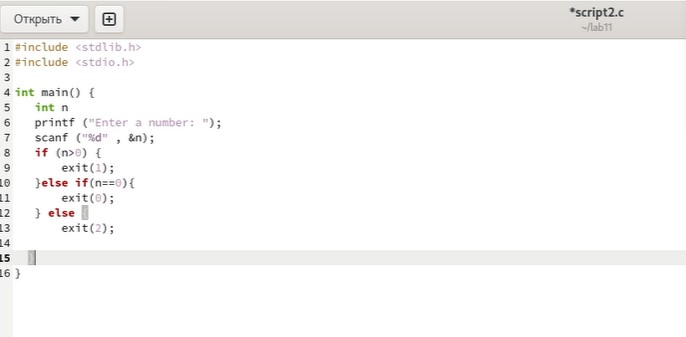 Открыть
*script2.c
~/lab11
1 #include <stdlib.h>
2 #include <stdio.h>
3
4 int main() {
5 int n
6 printf ("Enter a number: ");
7 scanf ("%d" , &n);
8 if (n>0) {
9 exit(1);
10 }else if(n==0){
11 exit(0);
12 } else {
13 exit(2);
14
15 }
16 }